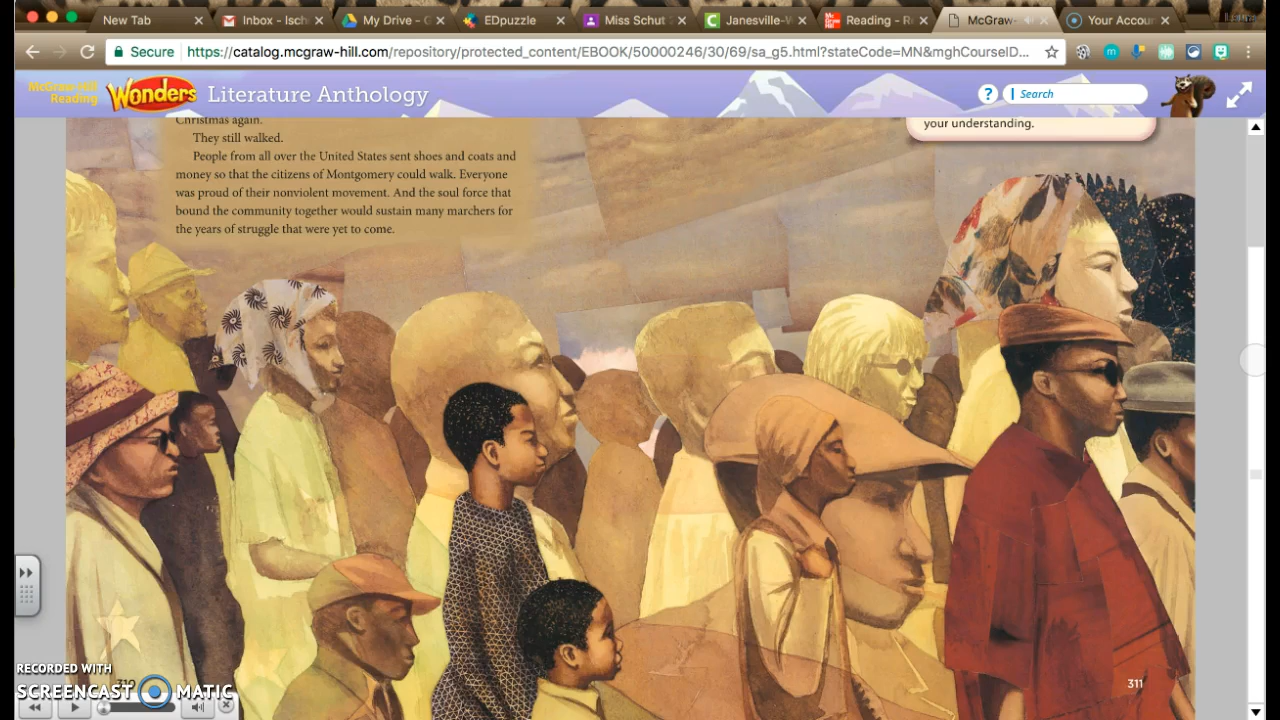 New Tab
Inbox - Isch
My Drive - G
EDpuzzle
Miss Schut
Janesville-W
Reading - R
McGraw-
Your Accour
Secure
https://catalog.mcgraw-hill.com/repository/protected_content/EBOOK/50000246/30/69/sa_g5.html?stateCode=MN&mghCourseID...
McGraw-Hill
Reading
Wonders
Literature Anthology
?
Search
Christmas again.
They still walked.
People from all over the United States sent shoes and coats and
money so that the citizens of Montgomery could walk. Everyone
was proud of their nonviolent movement. And the soul force that
bound the community together would sustain many marchers for
the years of struggle that were yet to come.
your understanding.
311
RECORDED WITH
SCREENCAST MATIC